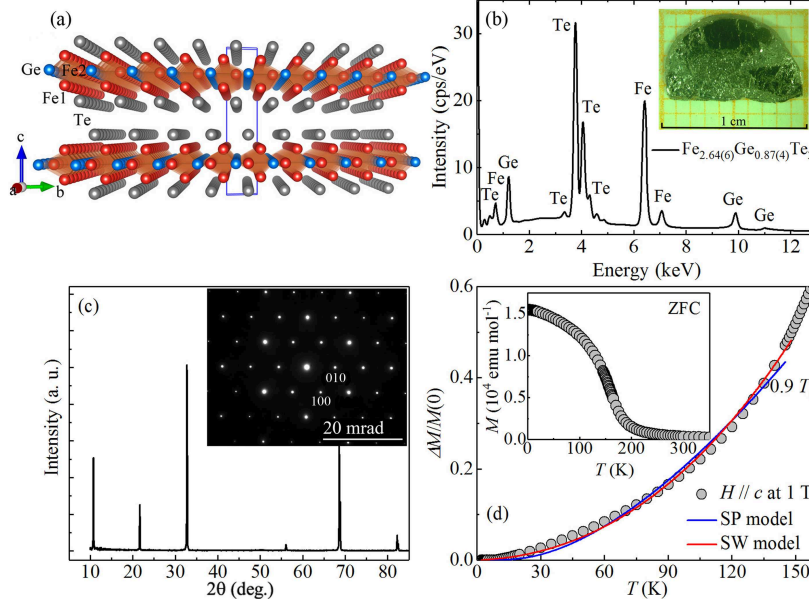 (a)
Ge
Fe2
Fe1
Te
c
a
b
(b)
Intensity (cps/eV)
30
20
10
0
0 4 8 12
Energy (keV)
Te
Fe
Ge
Te
Te
Te
Te
Te
Fe
Fe
Ge
Ge
1 cm
Fe2.64(6)Ge0.87(4)Te
(c)
Intensity (a. u.)
10 20 30 40 50 60 70 80
2θ (deg.)
010
100
20 mrad
ΔM/M(0)
0.6
0.4
0.2
0.0
0 30 60 90 120 150
T (K)
M (10⁴ emu mol⁻¹)
1.5
1.0
0.5
0.0
0 100 200 300
T (K)
ZFC
0.9 T
H // c at 1 T
SP model
SW model
(d)